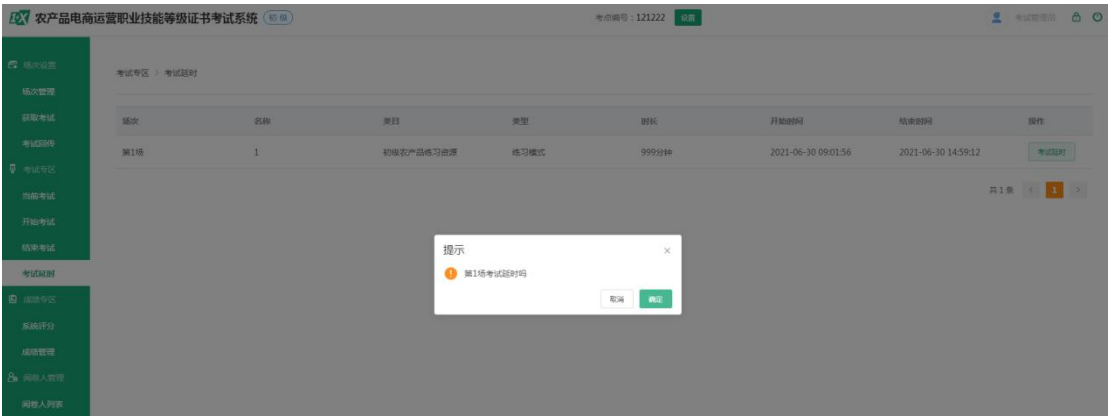 农产品电商运营职业技能等级证书考试系统 初级 考点编号：121222 设置 考试管理员
场次设置
场次管理
获取考试
考试回传
考试专区
当前考试
开始考试
结束考试
考试延时
成绩专区
系统评分
成绩管理
阅卷人管理
阅卷人列表
考试专区 > 考试延时
场次 名称 类目 类型 时长 开始时间 结束时间 操作
第1场 1 初级农产品练习资源 练习模式 999分钟 2021-06-30 09:01:56 2021-06-30 14:59:12 考试延时
共1条 < 1 >
提示 ×
第1场考试延时吗
取消 确定